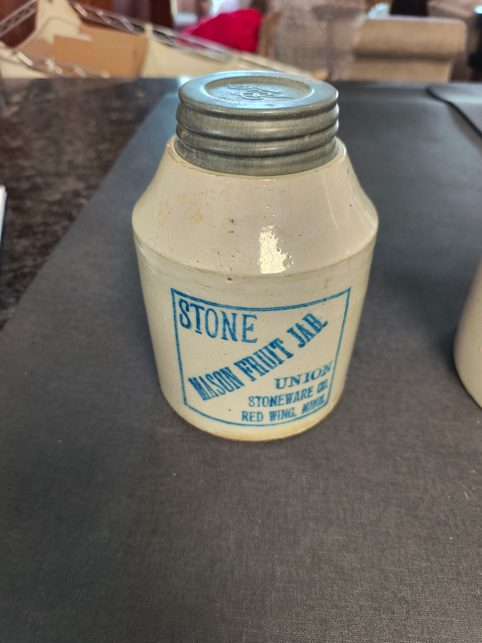 STONE
MASON FRUIT JAR
UNION
STONEWARE CO.
RED WING, MINN.